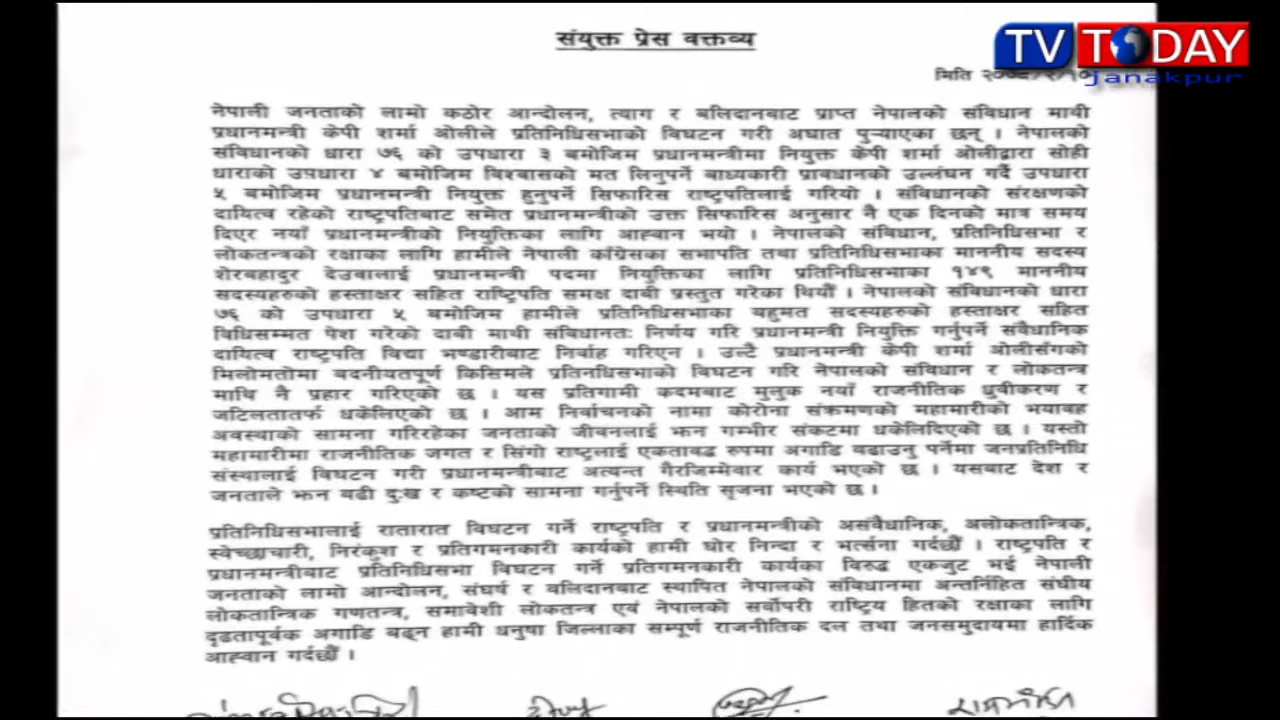 संयुक्त प्रेस वक्तव्य
TV TODAY
Janakpur
मिति
नेपाली जनताको लामो कठोर आन्दोलन, त्याग र बलिदानबाट प्राप्त नेपालको संविधान माथी
प्रधानमन्त्री केपी शर्मा ओलीले प्रतिनिधिसभाको विघटन गरी अघात पुऱ्याएका छन् । नेपालको
संविधानको धारा ७६ को उपधारा ३ बमोजिम प्रधानमन्त्रीमा नियुक्त केपी शर्मा ओलीद्वारा सोही
धाराको उपधारा ४ बमोजिम विश्वासको मत लिनुपर्ने बाध्यकारी प्रावधानको उल्लंघन गर्दै उपधारा
५ बमोजिम प्रधानमन्त्री नियुक्त हुनुपर्ने सिफारिस राष्ट्रपतिलाई गरियो । संविधानको संरक्षणको
दायित्व रहेको राष्ट्रपतिबाट समेत प्रधानमन्त्रीको उक्त सिफारिस अनुसार नै एक दिनको मात्र समय
दिएर नयाँ प्रधानमन्त्रीको नियुक्तिका लागि आह्वान भयो । नेपालको संविधान, प्रतिनिधिसभा र
लोकतन्त्रको रक्षाका लागि हामीले नेपाली काँग्रेसका सभापति तथा प्रतिनिधिसभाका माननीय सदस्य
शेरबहादुर देउवालाई प्रधानमन्त्री पदमा नियुक्तिका लागि प्रतिनिधिसभाका १४९ माननीय
सदस्यहरुको हस्ताक्षर सहित राष्ट्रिपति समक्ष दाबी प्रस्तुत गरेका थियौं । नेपालको संविधानको धारा
७६ को उपधारा ५ बमोजिम हामीले प्रतिनिधिसभाका बहुमत सदस्यहरुको हस्ताक्षर सहित
विधिसम्मत पेश गरेको दाबी माथी संविधानतः निर्णय गरि प्रधानमन्त्री नियुक्ति गर्नुपर्ने संवैधानिक
दायित्व राष्ट्रपति विद्या भण्डारीबाट निर्वाह गरिएन । उल्टै प्रधानमन्त्री केपी शर्मा ओलीसँगको
मिलोमतोमा बदनीयतपूर्ण किसिमले प्रतिनधिसभाको विघटन गरि नेपालको संविधान र लोकतन्त्र
माथि नै प्रहार गरिएको छ । यस प्रतिगामी कदमबाट मुलुक नयाँ राजनीतिक ध्रुवीकरण र
जटिलतातर्फ धकेलिएको छ । आम निर्वाचनको नामा कोरोना संक्रमणको महामारीको भयाबह
अवस्थाको सामना गरिरहेका जनताको जीवनलाई झन गम्भीर संकटमा धकेलिदिएको छ । यस्तो
महामारीमा राजनीतिक जगत र सिंगो राष्ट्रलाई एकताबद्ध रुपमा अगाडि बढाउनु पर्नेमा जनप्रतिनिधि
संस्थालाई विघटन गरी प्रधानमन्त्रीबाट अत्यन्त गैरजिम्मेवार कार्य भएको छ । यसबाट देश र
जनताले झन बढी दुःख र कष्टको सामना गर्नुपर्ने स्थिति सृजना भएको छ ।
प्रतिनिधिसभालाई रातारात विघटन गर्ने राष्ट्रपति र प्रधानमन्त्रीको असंवैधानिक, अलोकतान्त्रिक,
स्वेच्छाचारी, निरंकुश र प्रतिगमनकारी कार्यको हामी घोर निन्दा र भर्त्सना गर्दछौं । राष्ट्रपति र
प्रधानमन्त्रीबाट प्रतिनिधिसभा विघटन गर्ने प्रतिगमनकारी कार्यका विरुद्ध एकजुट भई नेपाली
जनताको लामो आन्दोलन, संघर्ष र बलिदानबाट स्थापित नेपालको संविधानमा अन्तर्निहित संघीय
लोकतान्त्रिक गणतन्त्र, समावेशी लोकतन्त्र एवं नेपालको सर्वोपरी राष्ट्रिय हितको रक्षाका लागि
दृढतापूर्वक अगाडि बढ्न हामी धनुषा जिल्लाका सम्पूर्ण राजनीतिक दल तथा जनसमुदायमा हार्दिक
आह्वान गर्दछौं ।